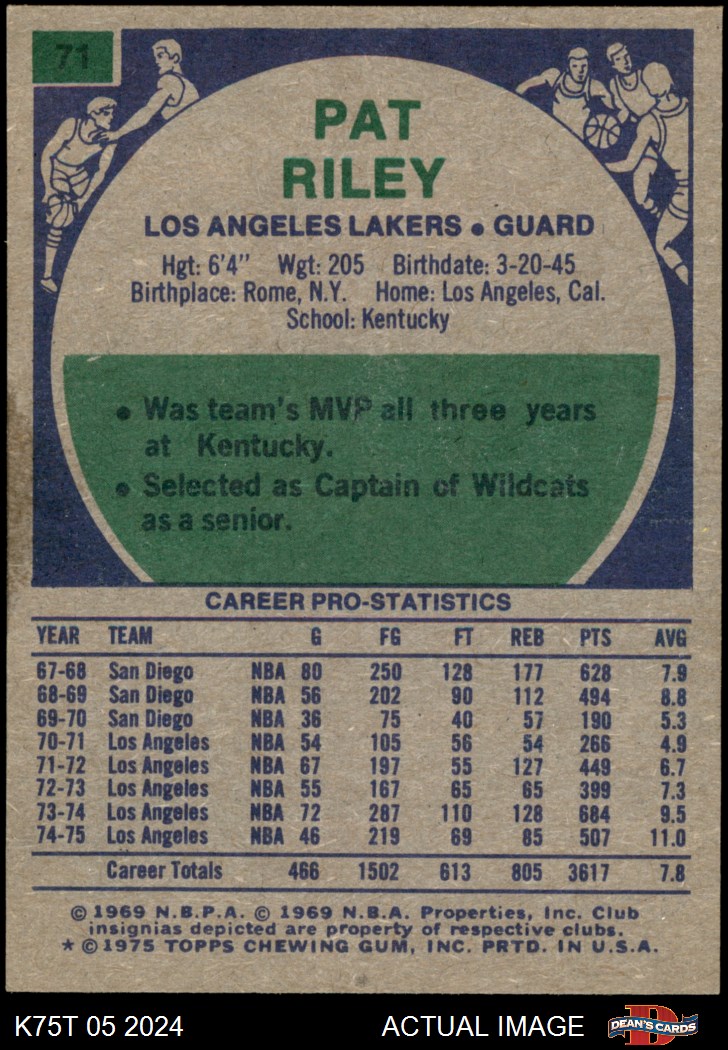 71
PAT
RILEY
LOS ANGELES LAKERS • GUARD
Hgt: 6'4" Wgt: 205 Birthdate: 3-20-45
Birthplace: Rome, N.Y. Home: Los Angeles, Cal.
School: Kentucky
• Was team's MVP all three years
at Kentucky.
• Selected as Captain of Wildcats
as a senior.
CAREER PRO-STATISTICS
YEAR TEAM G FG FT REB PTS AVG
67-68 San Diego NBA 80 250 128 177 628 7.9
68-69 San Diego NBA 56 202 90 112 494 8.8
69-70 San Diego NBA 36 75 40 57 190 5.3
70-71 Los Angeles NBA 54 105 56 54 266 4.9
71-72 Los Angeles NBA 67 197 55 127 449 6.7
72-73 Los Angeles NBA 55 167 65 65 399 7.3
73-74 Los Angeles NBA 72 287 110 128 684 9.5
74-75 Los Angeles NBA 46 219 69 85 507 11.0
Career Totals 466 1502 613 805 3617 7.8
© 1969 N.B.P.A. © 1969 N.B.A. Properties, Inc. Club
insignias depicted are property of respective clubs.
* © 1975 TOPPS CHEWING GUM, INC. PRTD. IN U.S.A.
K75T 05 2024 ACTUAL IMAGE D DEAN'S CARDS